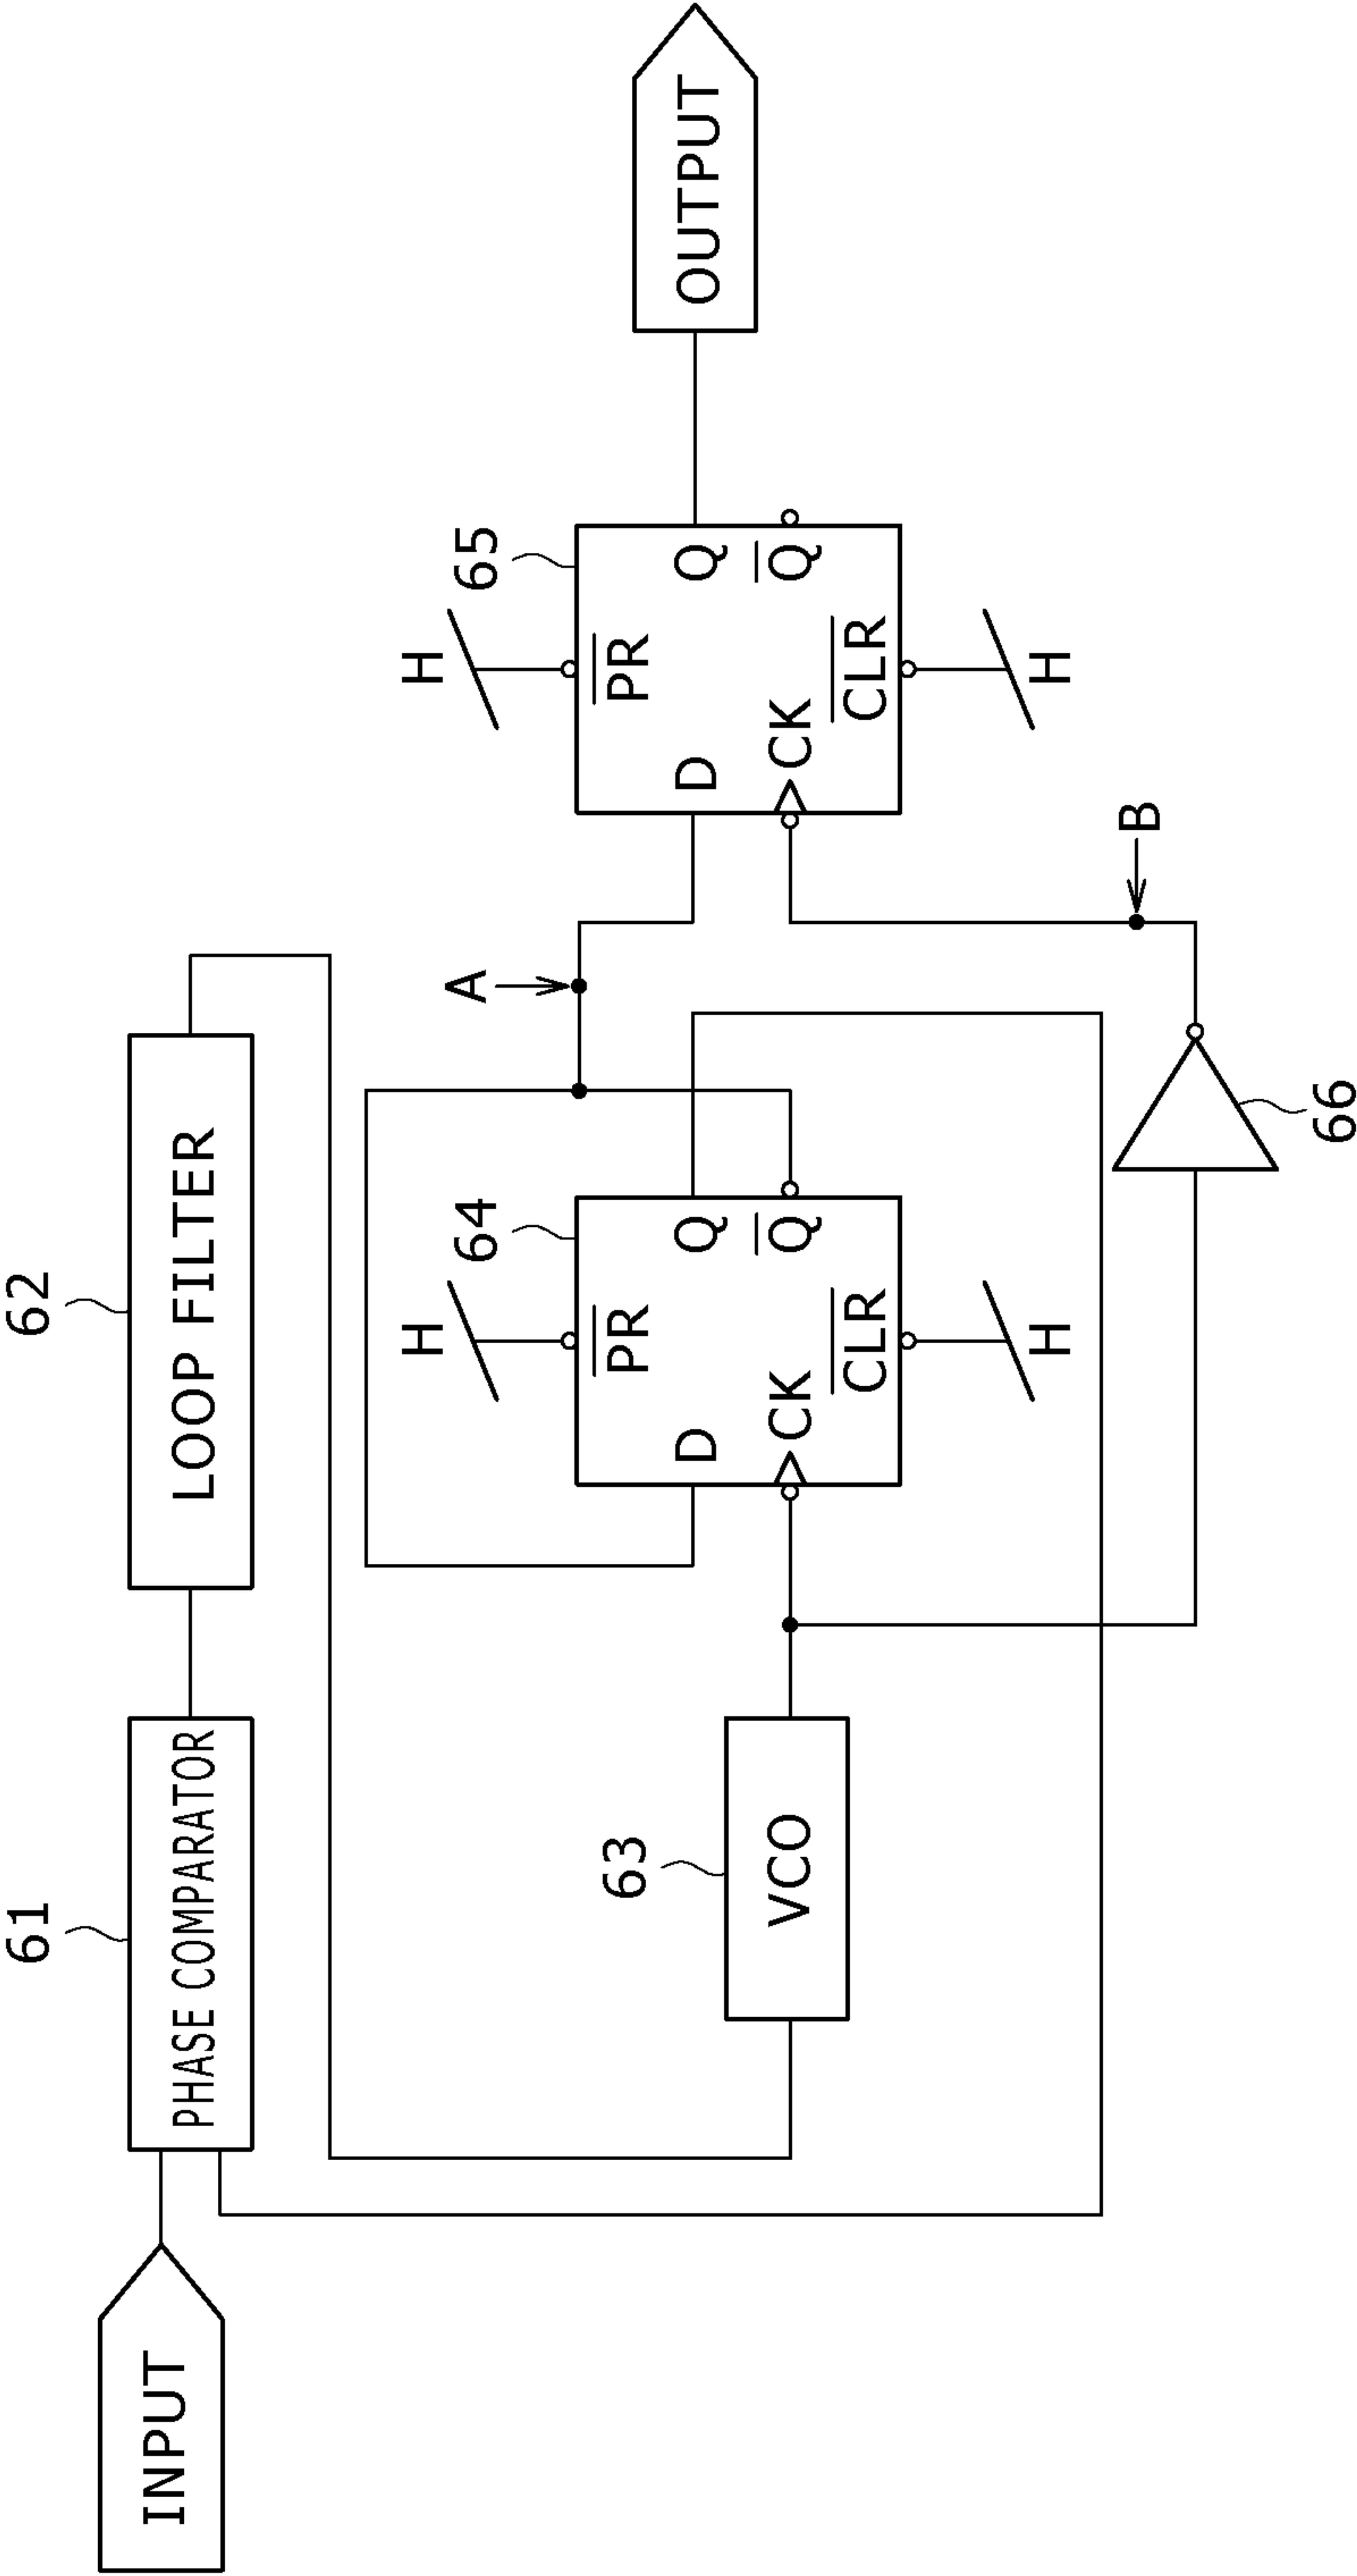 61
62
INPUT
PHASE COMPARATOR
LOOP FILTER
63
VCO
H
64
PR
D
Q
CK
Q
CLR
H
A
H
65
PR
D
Q
CK
Q
CLR
H
OUTPUT
66
B